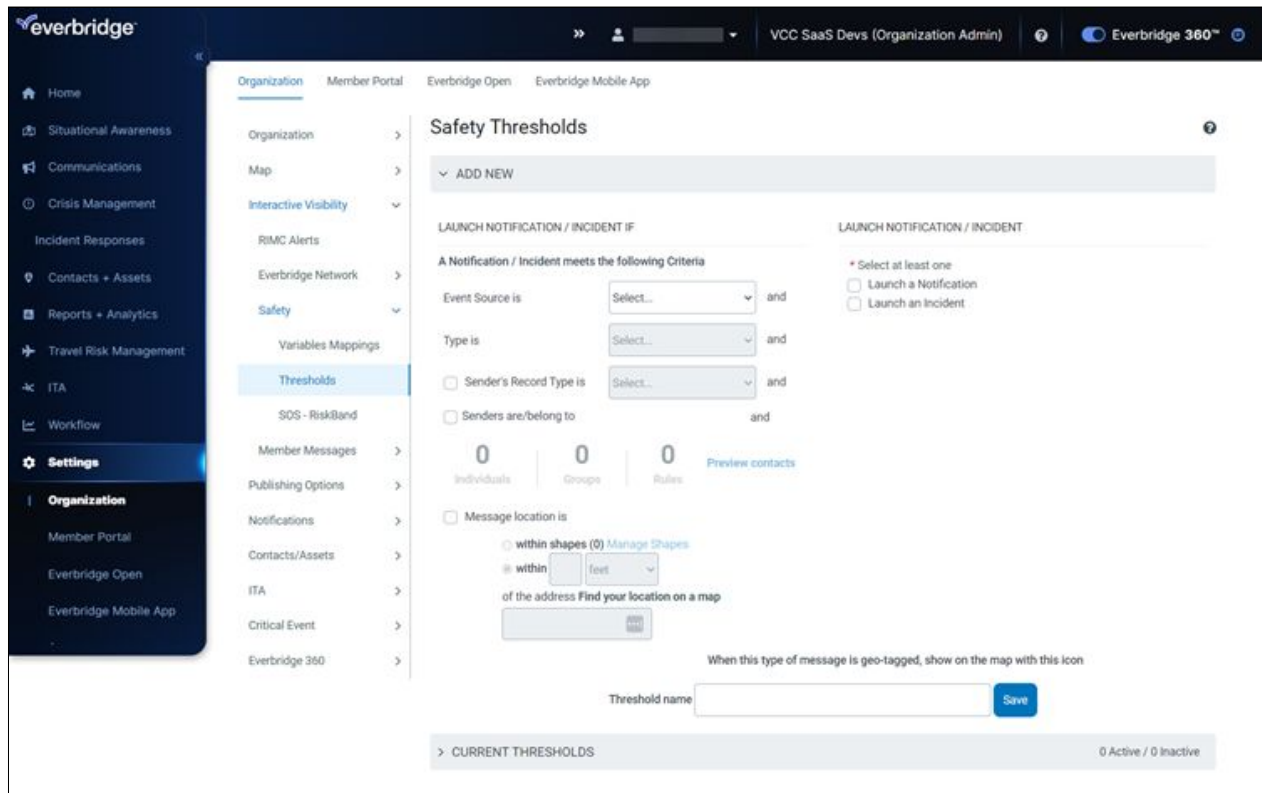 everbridge
VCC SaaS Devs (Organization Admin)
Everbridge 360™
Home
Situational Awareness
Communications
Crisis Management
Incident Responses
Contacts + Assets
Reports + Analytics
Travel Risk Management
ITA
Workflow
Settings
Organization
Member Portal
Everbridge Open
Everbridge Mobile App
Organization Member Portal Everbridge Open Everbridge Mobile App
Organization
Map
Interactive Visibility
RIMC Alerts
Everbridge Network
Safety
Variables Mappings
Thresholds
SOS - RiskBand
Member Messages
Publishing Options
Notifications
Contacts/Assets
ITA
Critical Event
Everbridge 360
Safety Thresholds
ADD NEW
LAUNCH NOTIFICATION / INCIDENT IF
A Notification / Incident meets the following Criteria
Event Source is Select... and
Type is Select... and
Sender's Record Type is Select... and
Senders are/belong to and
0 0 0 Preview contacts
Individuals Groups Rules
Message location is
within shapes (0) Manage Shapes
within feet
of the address Find your location on a map
LAUNCH NOTIFICATION / INCIDENT
* Select at least one
Launch a Notification
Launch an Incident
When this type of message is geo-tagged, show on the map with this icon
Threshold name Save
CURRENT THRESHOLDS 0 Active / 0 Inactive